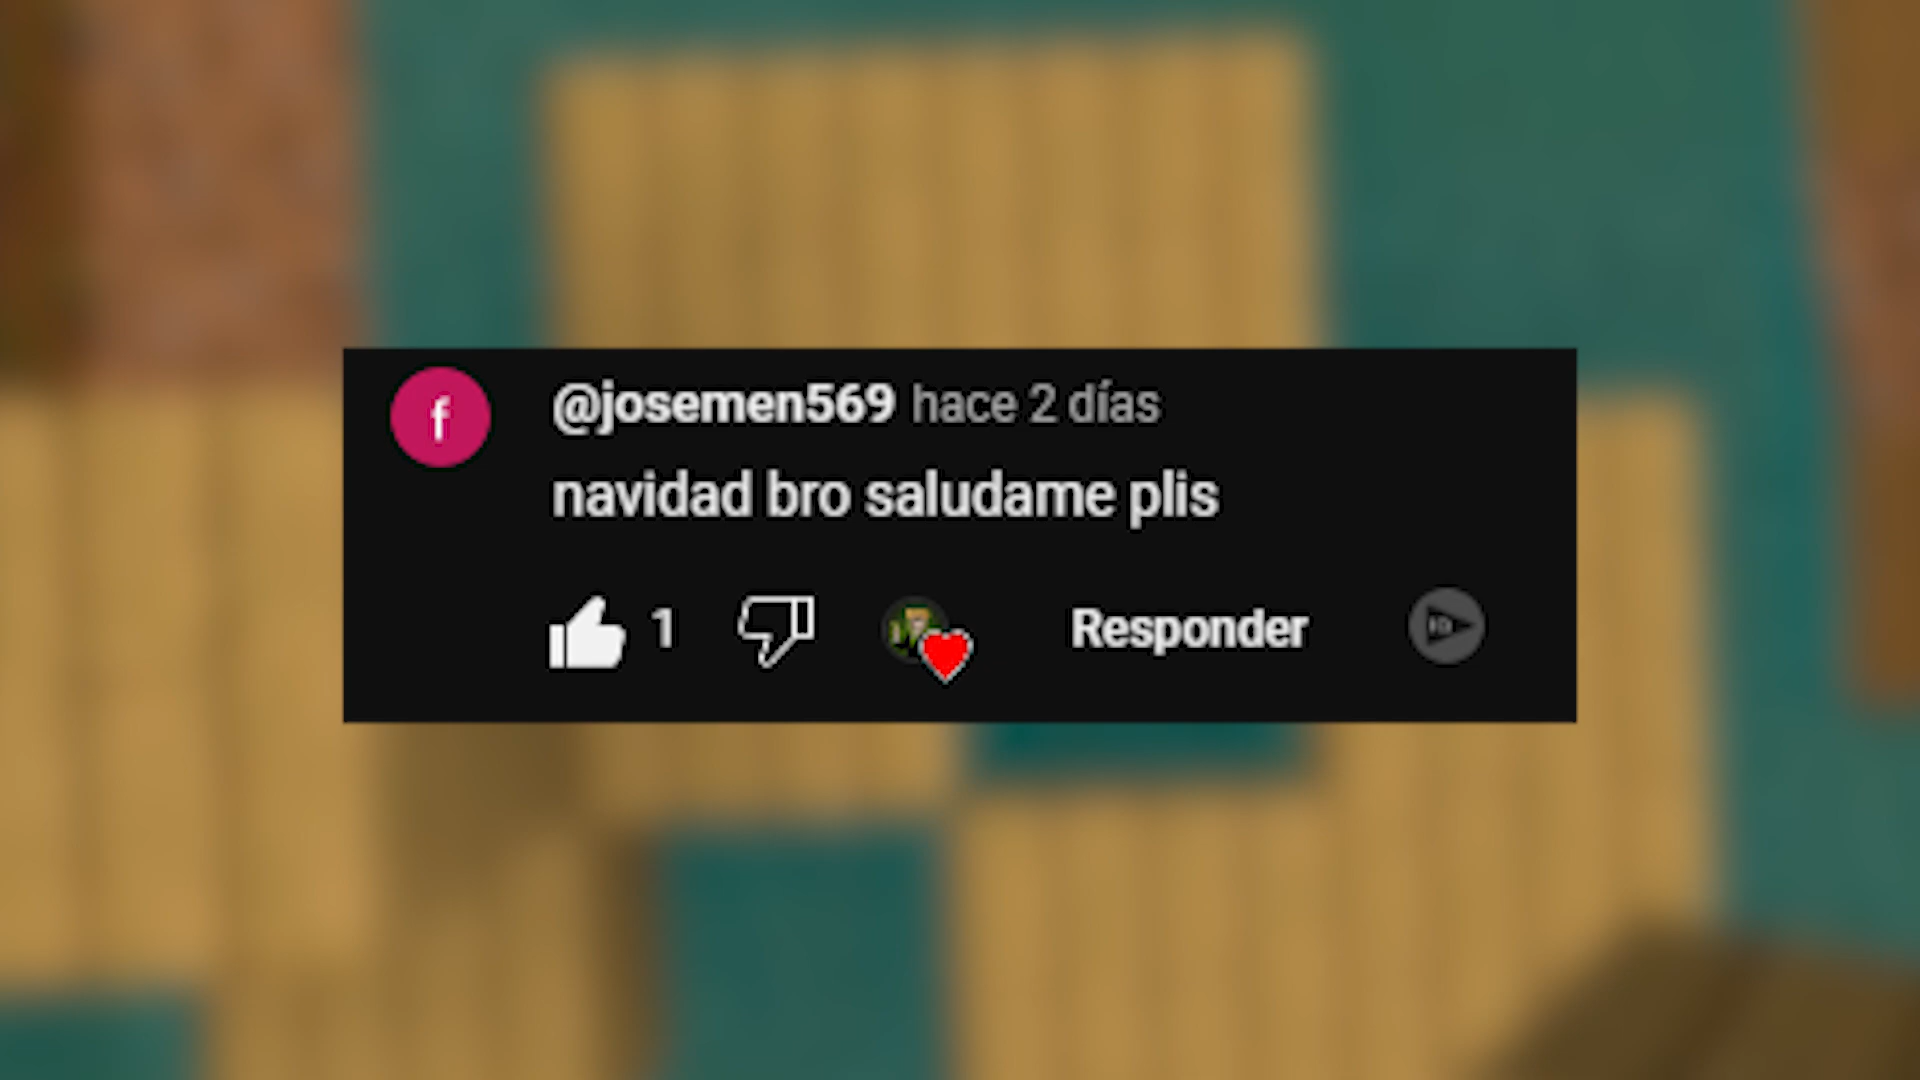 f
@josemen569 hace 2 días
navidad bro saludame plis
1
Responder